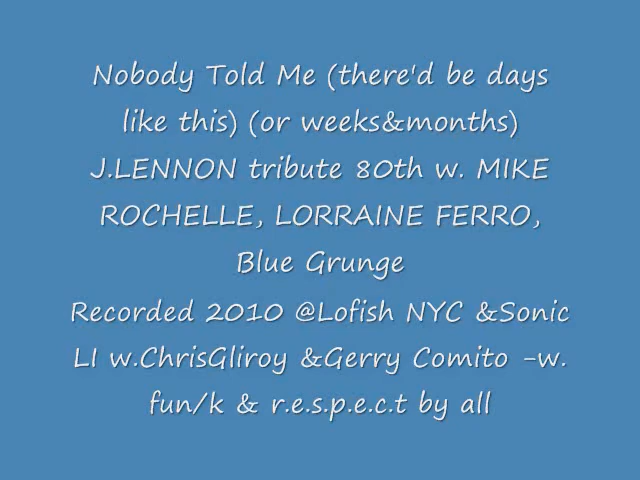 Nobody Told Me (there'd be days
like this) (or weeks&months)
J.LENNON tribute 80th w. MIKE
ROCHELLE, LORRAINE FERRO,
Blue Grunge
Recorded 2010 @Lofish NYC &Sonic
LI w.ChrisGliroy &Gerry Comito -w.
fun/k & r.e.s.p.e.c.t by all